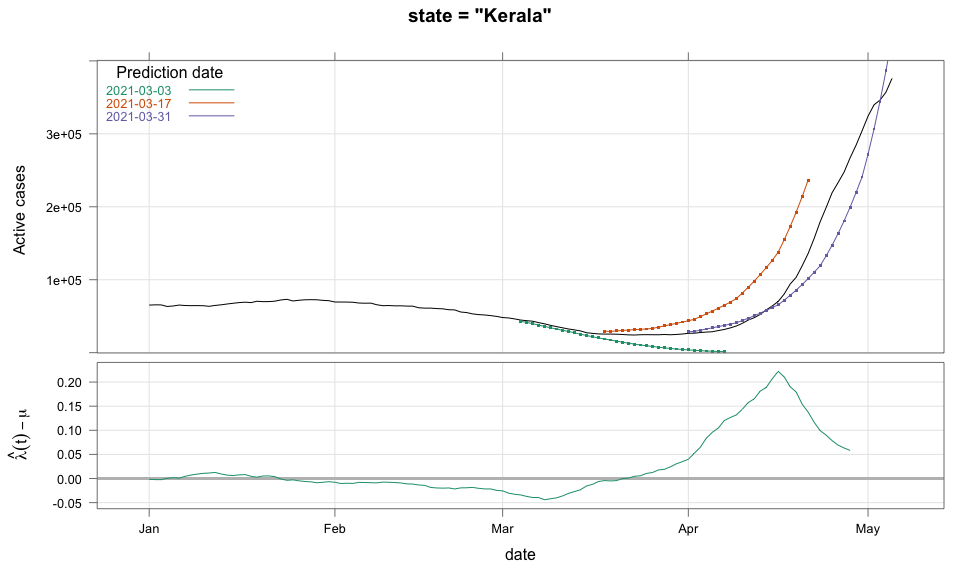 state = "Kerala"
Prediction date
2021-03-03
2021-03-17
2021-03-31
Active cases
3e+05
2e+05
1e+05
λ̂(t) − μ
0.20
0.15
0.10
0.05
0.00
-0.05
Jan Feb Mar Apr May
date